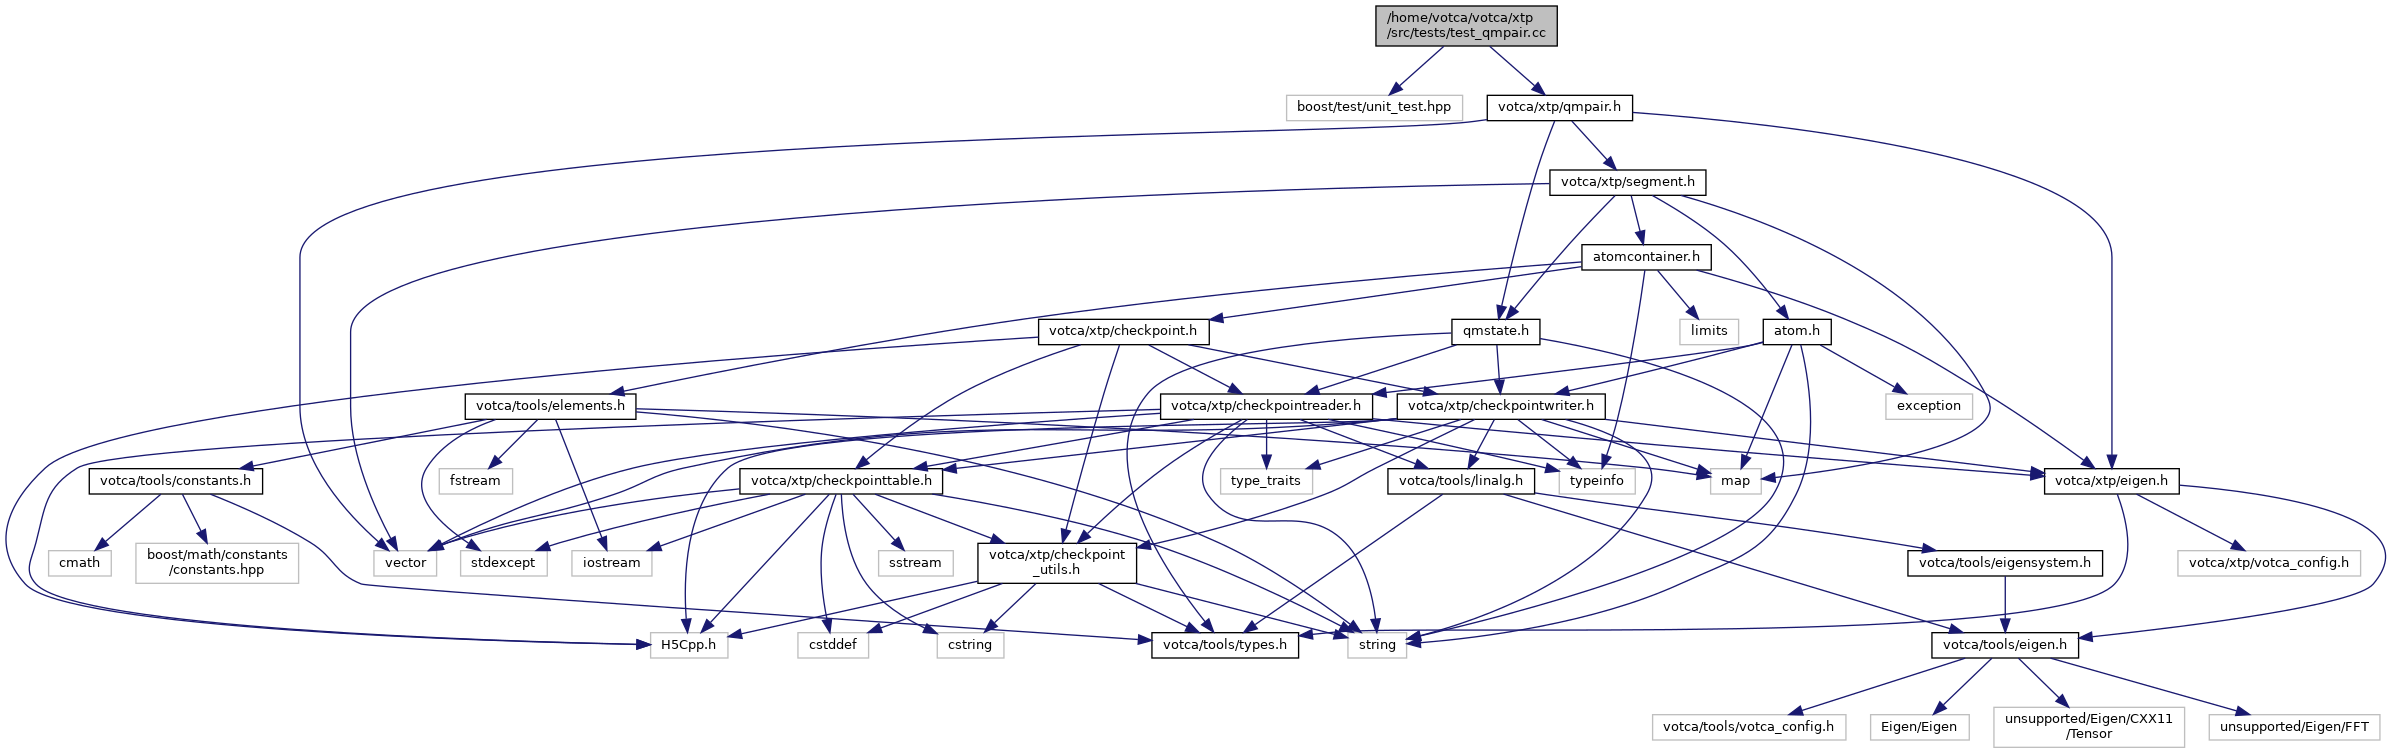 /home/votca/votca/xtp
/src/tests/test_qmpair.cc
boost/test/unit_test.hpp
votca/xtp/qmpair.h
votca/xtp/segment.h
atomcontainer.h
votca/xtp/checkpoint.h
qmstate.h
limits
atom.h
votca/tools/elements.h
votca/xtp/checkpointreader.h
votca/xtp/checkpointwriter.h
exception
votca/tools/constants.h
fstream
votca/xtp/checkpointtable.h
type_traits
votca/tools/linalg.h
typeinfo
map
votca/xtp/eigen.h
cmath
boost/math/constants
/constants.hpp
vector
stdexcept
iostream
sstream
votca/xtp/checkpoint
_utils.h
votca/tools/eigensystem.h
votca/xtp/votca_config.h
H5Cpp.h
cstddef
cstring
votca/tools/types.h
string
votca/tools/eigen.h
votca/tools/votca_config.h
Eigen/Eigen
unsupported/Eigen/CXX11
/Tensor
unsupported/Eigen/FFT